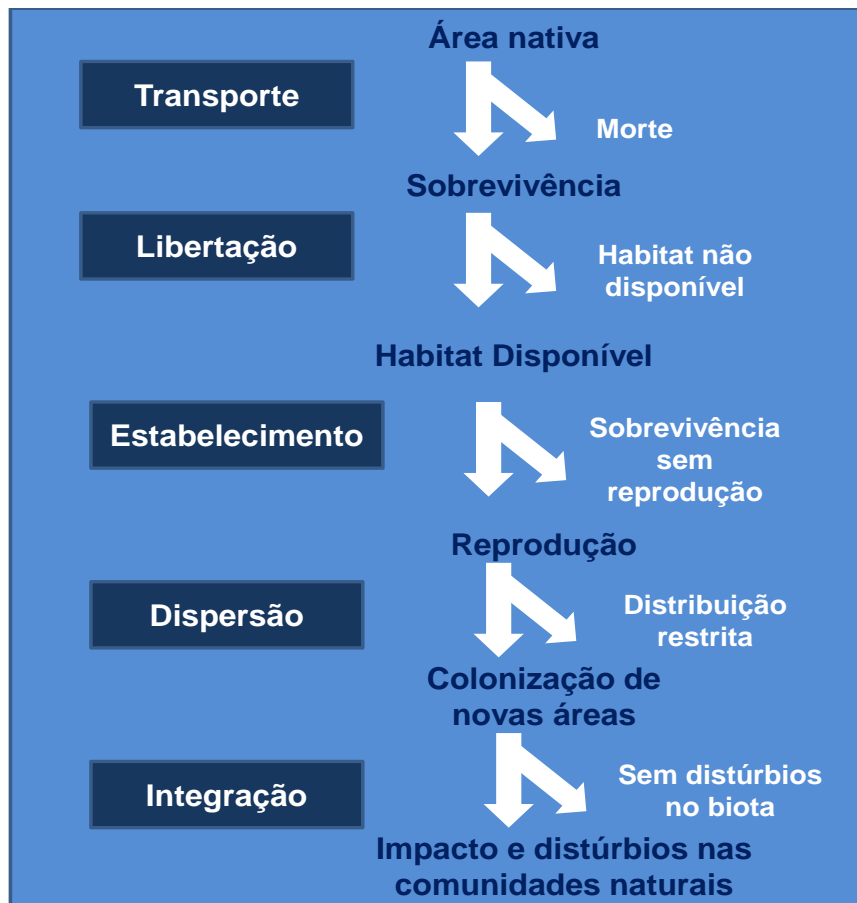 Área nativa
Transporte
Morte
Sobrevivência
Libertação
Habitat não
disponível
Habitat Disponível
Estabelecimento
Sobrevivência
sem
reprodução
Reprodução
Dispersão
Distribuição
restrita
Colonização de
novas áreas
Integração
Sem distúrbios
no biota
Impacto e distúrbios nas
comunidades naturais